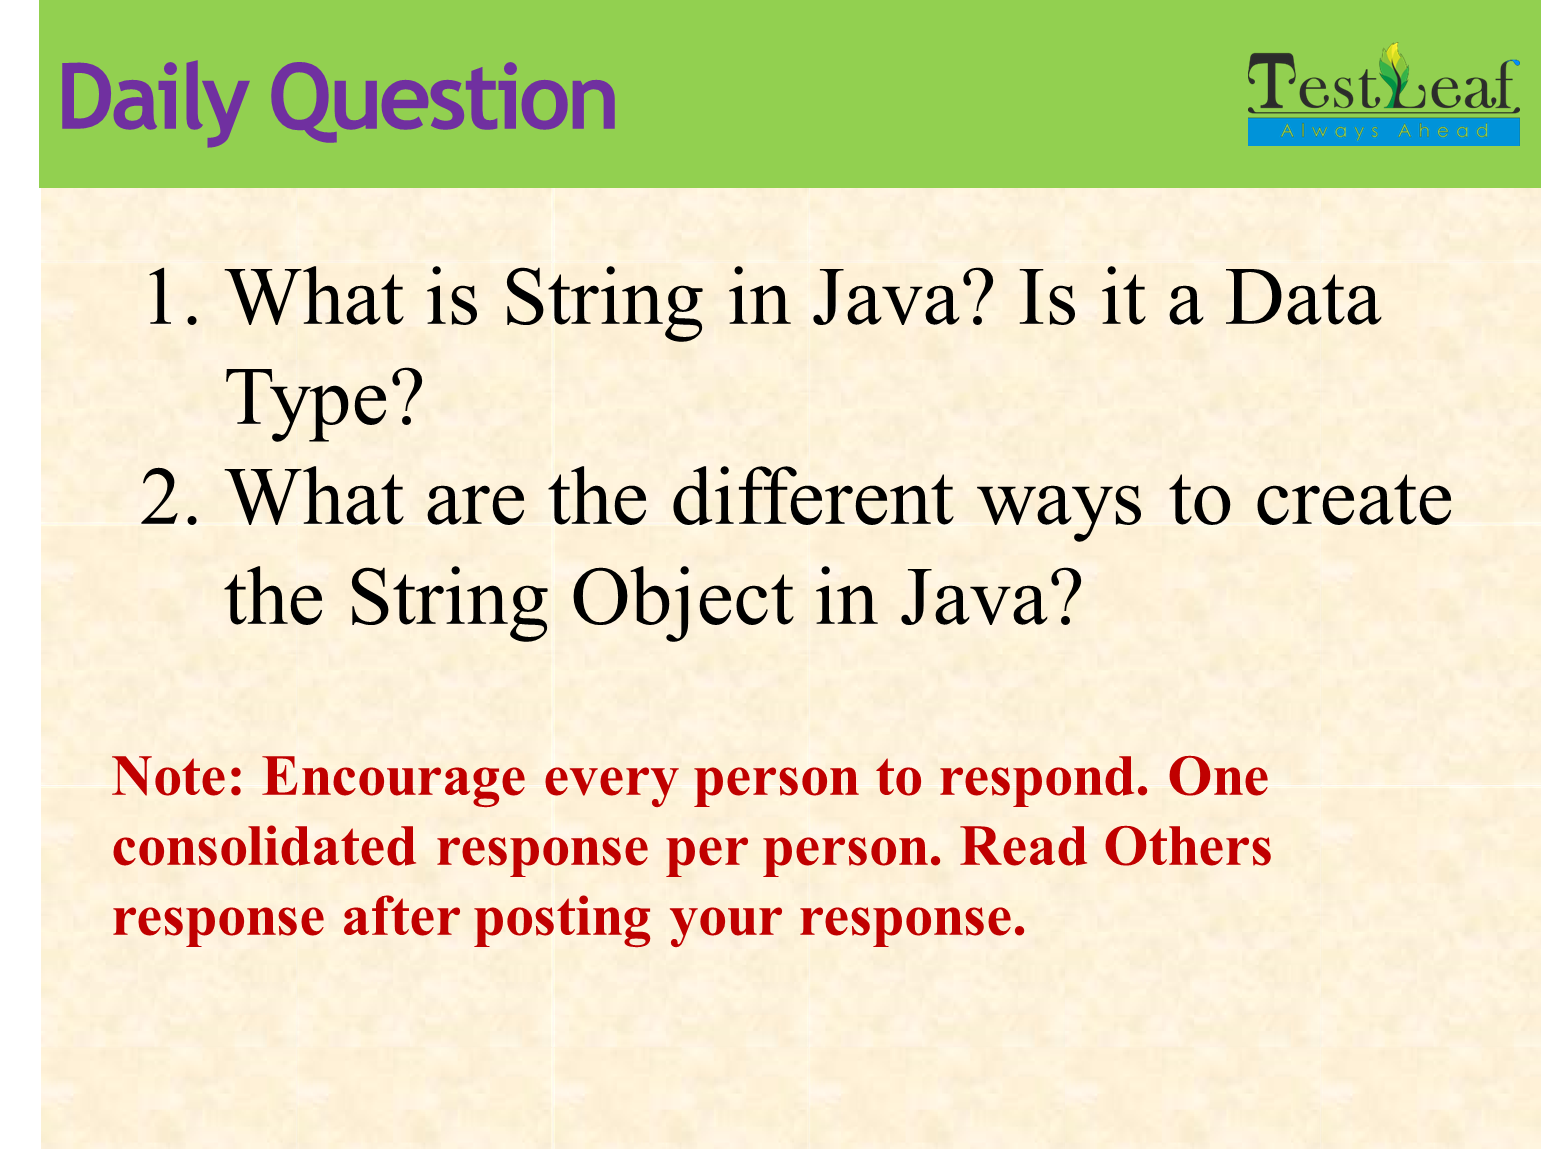 Daily Question
TestLeaf
Always Ahead
1. What is String in Java? Is it a Data
Type?
2. What are the different ways to create
the String Object in Java?
Note: Encourage every person to respond. One
consolidated response per person. Read Others
response after posting your response.